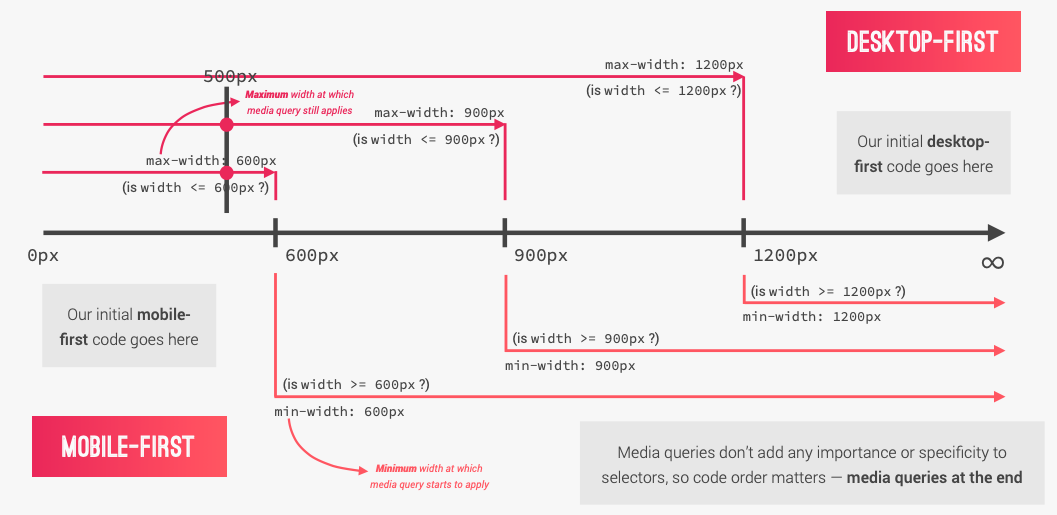 DESKTOP-FIRST
max-width: 1200px
500px
(is width <= 1200px ?)
Maximum width at which
media query still applies
max-width: 900px
(is width <= 900px ?)
Our initial desktop-
first code goes here
max-width: 600px
(is width <= 600px ?)
0px
600px
900px
1200px
∞
(is width >= 1200px ?)
min-width: 1200px
Our initial mobile-
first code goes here
(is width >= 900px ?)
min-width: 900px
(is width >= 600px ?)
min-width: 600px
MOBILE-FIRST
Minimum width at which
media query starts to apply
Media queries don’t add any importance or specificity to
selectors, so code order matters — media queries at the end